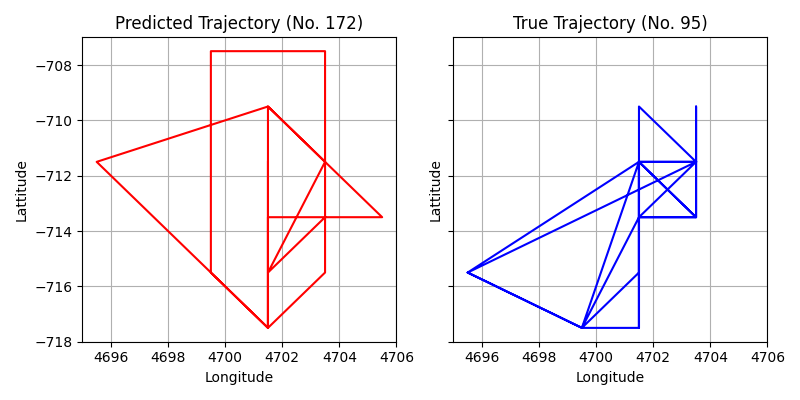 Predicted Trajectory (No. 172)
True Trajectory (No. 95)
Lattitude
−708
−710
−712
−714
−716
−718
4696 4698 4700 4702 4704 4706
Longitude
Lattitude
4696 4698 4700 4702 4704 4706
Longitude